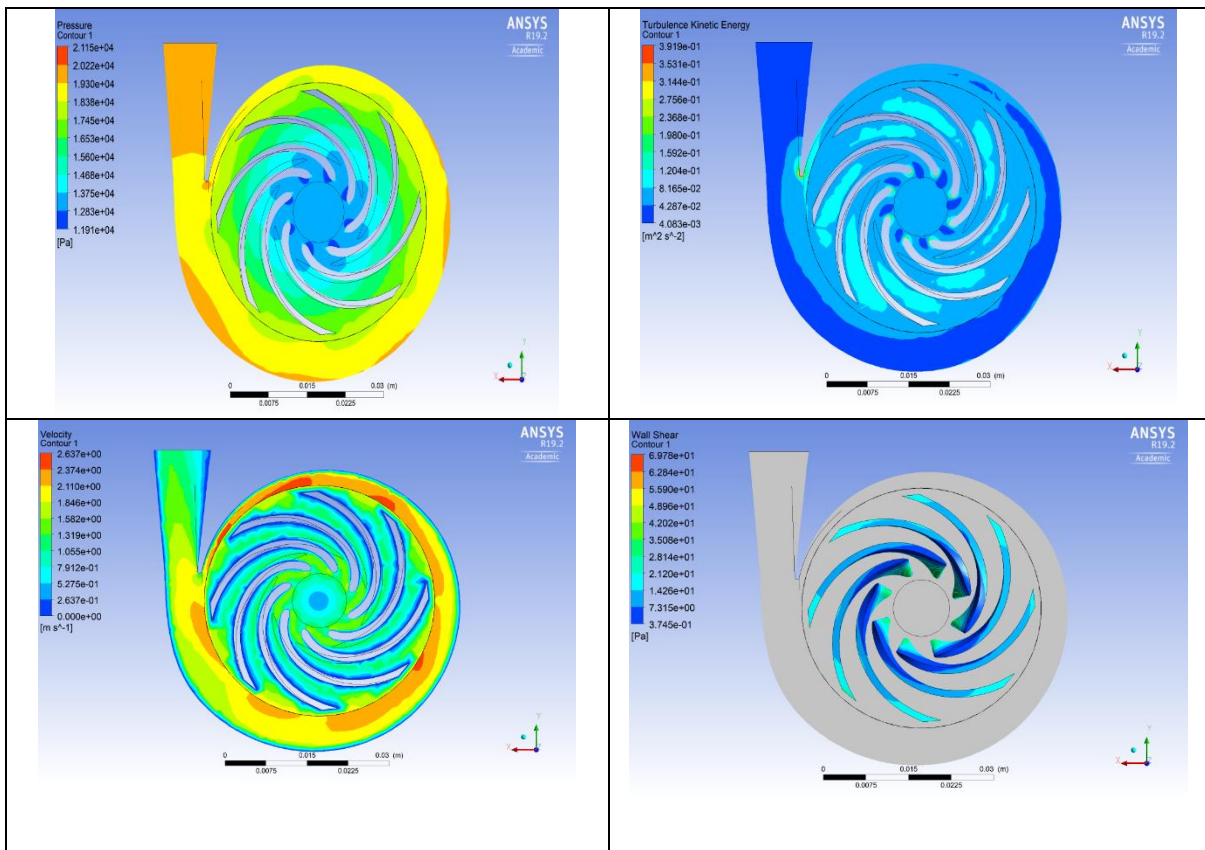 Pressure
Contour 1
2.115e+04
2.022e+04
1.930e+04
1.838e+04
1.745e+04
1.653e+04
1.560e+04
1.468e+04
1.375e+04
1.283e+04
1.191e+04
[Pa]
ANSYS
R19.2
Academic
Y
X
Z
0 0.015 0.03 (m)
0.0075 0.0225
Turbulence Kinetic Energy
Contour 1
3.919e-01
3.531e-01
3.144e-01
2.756e-01
2.368e-01
1.980e-01
1.592e-01
1.204e-01
8.165e-02
4.287e-02
4.083e-03
[m^2 s^-2]
ANSYS
R19.2
Academic
Y
X
Z
0 0.015 0.03 (m)
0.0075 0.0225
Velocity
Contour 1
2.637e+00
2.374e+00
2.110e+00
1.846e+00
1.582e+00
1.319e+00
1.055e+00
7.912e-01
5.275e-01
2.637e-01
0.000e+00
[m s^-1]
ANSYS
R19.2
Academic
Y
X
Z
0 0.015 0.03 (m)
0.0075 0.0225
Wall Shear
Contour 1
6.978e+01
6.284e+01
5.590e+01
4.896e+01
4.202e+01
3.508e+01
2.814e+01
2.120e+01
1.426e+01
7.315e+00
3.745e-01
[Pa]
ANSYS
R19.2
Academic
Y
X
Z
0 0.015 0.03 (m)
0.0075 0.0225